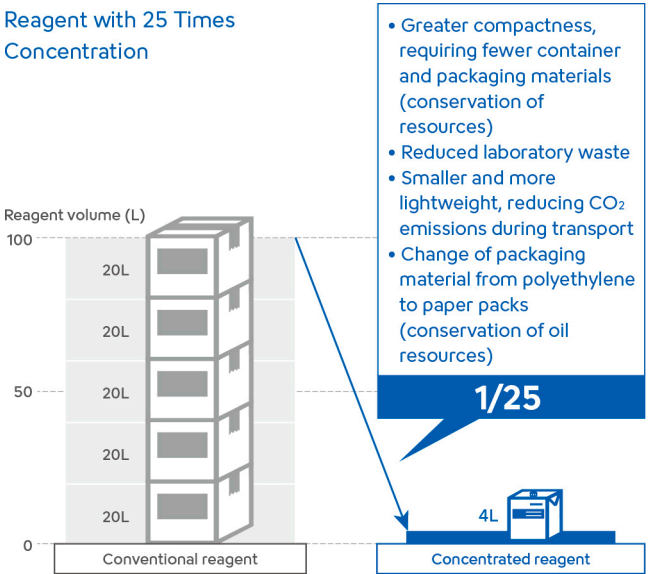 Reagent with 25 Times
Concentration
• Greater compactness,
requiring fewer container
and packaging materials
(conservation of
resources)
• Reduced laboratory waste
• Smaller and more
lightweight, reducing CO₂
emissions during transport
• Change of packaging
material from polyethylene
to paper packs
(conservation of oil
resources)
1/25
Reagent volume (L)
100
20L
20L
50
20L
20L
20L
0
4L
Conventional reagent
Concentrated reagent